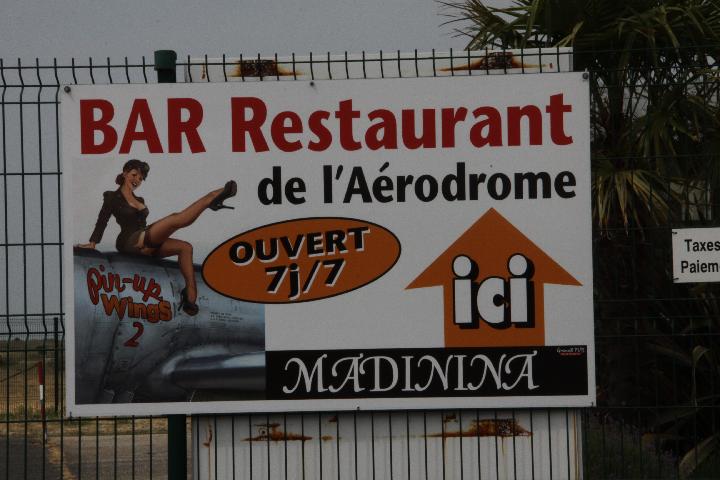 BAR Restaurant
de l'Aérodrome
OUVERT
7j/7
ici
Pin-up
Wings
2
MADININA
Taxes
Paiem